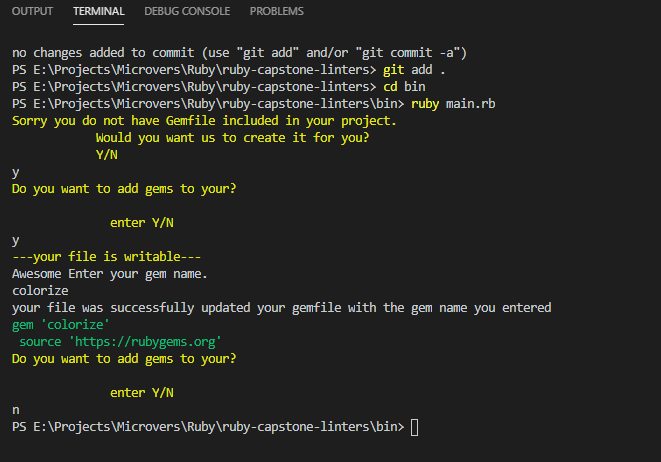 OUTPUT TERMINAL DEBUG CONSOLE PROBLEMS
no changes added to commit (use "git add" and/or "git commit -a")
PS E:\Projects\Microvers\Ruby\ruby-capstone-linters> git add .
PS E:\Projects\Microvers\Ruby\ruby-capstone-linters> cd bin
PS E:\Projects\Microvers\Ruby\ruby-capstone-linters\bin> ruby main.rb
Sorry you do not have Gemfile included in your project.
Would you want us to create it for you?
Y/N
y
Do you want to add gems to your?
enter Y/N
y
---your file is writable---
Awesome Enter your gem name.
colorize
your file was successfully updated your gemfile with the gem name you entered
gem 'colorize'
source 'https://rubygems.org'
Do you want to add gems to your?
enter Y/N
n
PS E:\Projects\Microvers\Ruby\ruby-capstone-linters\bin>